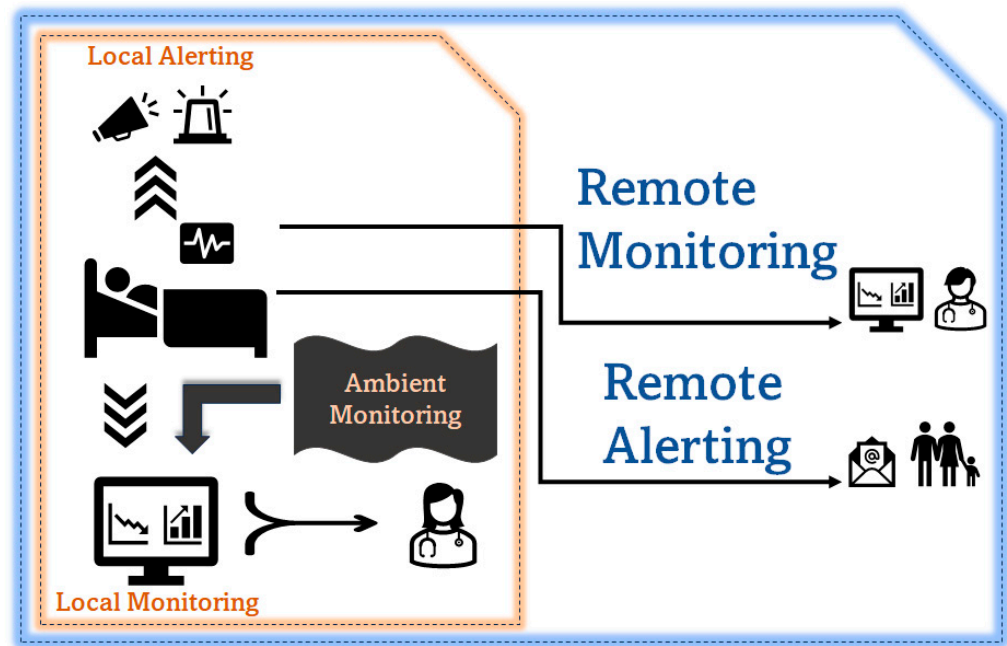 Local Alerting
Remote
Monitoring
Ambient
Monitoring
Remote
Alerting
@
Local Monitoring